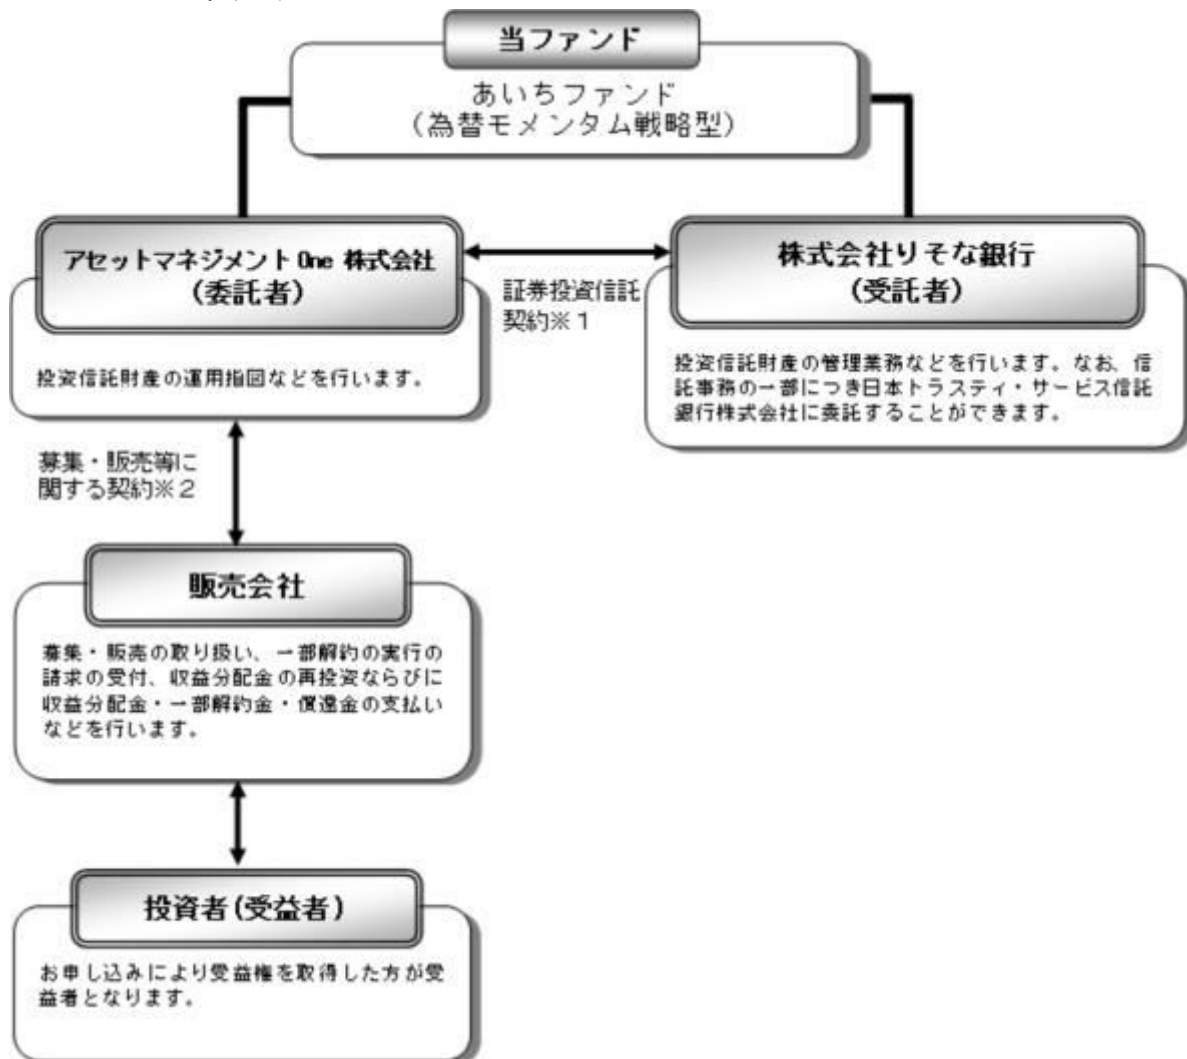 当ファンド
あいちファンド
(為替モメンタム戦略型)
アセットマネジメントOne 株式会社
(委託者)
投資信託財産の運用指図などを行います。
証券投資信託
契約※1
株式会社りそな銀行
(受託者)
投資信託財産の管理業務などを行います。なお、信
託事務の一部につき日本トラスティ・サービス信託
銀行株式会社に委託することができます。
募集・販売等に
関する契約※2
販売会社
募集・販売の取り扱い、一部解約の実行の
請求の受付、収益分配金の再投資ならびに
収益分配金・一部解約金・償還金の支払い
などを行います。
投資者(受益者)
お申し込みにより受益権を取得した方が受
益者となります。